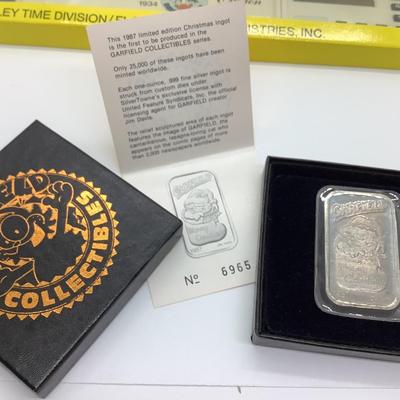 LEY TIME DIVISION / EL
1934
STRIES, INC.
This 1987 limited edition Christmas ingot
is the first to be produced in the
GARFIELD COLLECTIBLES series.
Only 25,000 of these ingots have been
minted worldwide.
Each one-ounce, .999 fine silver ingot is
struck from custom dies under
SilverTowne's exclusive license with
United Feature Syndicate, Inc. the official
licensing agent for GARFIELD creator
Jim Davis.
The relief sculptured area of each ingot
features the image of GARFIELD, the
cantankerous, lasagna-loving cat who
appears on the comic pages of more
than 2,000 newspapers worldwide.
GARFIELD
No 6965
COLLECTIBLES
GARFIELD